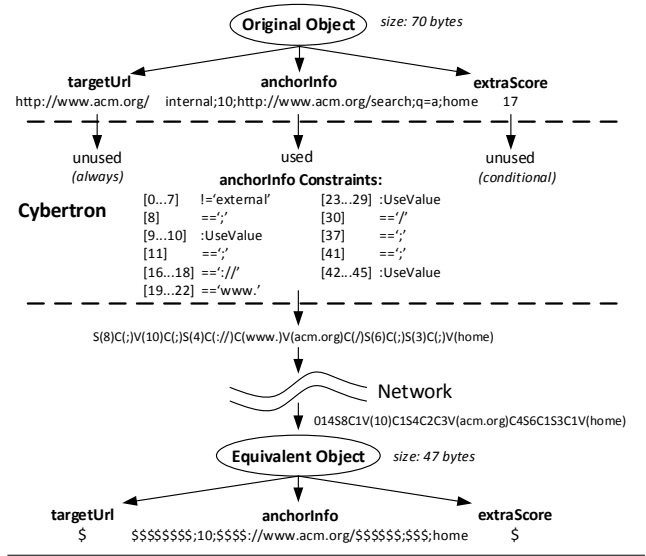 Original Object size: 70 bytes
targetUrl anchorInfo extraScore
http://www.acm.org/ internal;10;http://www.acm.org/search;q=a;home 17
unused used unused
(always) (conditional)
anchorInfo Constraints:
[0...7] !=‘external’ [23...29] :UseValue
[8] ==‘;’ [30] ==‘/’
Cybertron
[9...10] :UseValue [37] ==‘;’
[11] ==‘;’ [41] ==‘;’
[16...18] ==‘://’ [42...45] :UseValue
[19...22] ==‘www.’
S(8)C(;)V(10)C(;)S(4)C(://)C(www.)V(acm.org)C(/)S(6)C(;)S(3)C(;)V(home)
Network
014S8C1V(10)C1S4C2C3V(acm.org)C4S6C1S3C1V(home)
Equivalent Object size: 47 bytes
targetUrl anchorInfo extraScore
$ $$$$$$$$;10;$$$$://www.acm.org/$$$$$$;$$$;home $